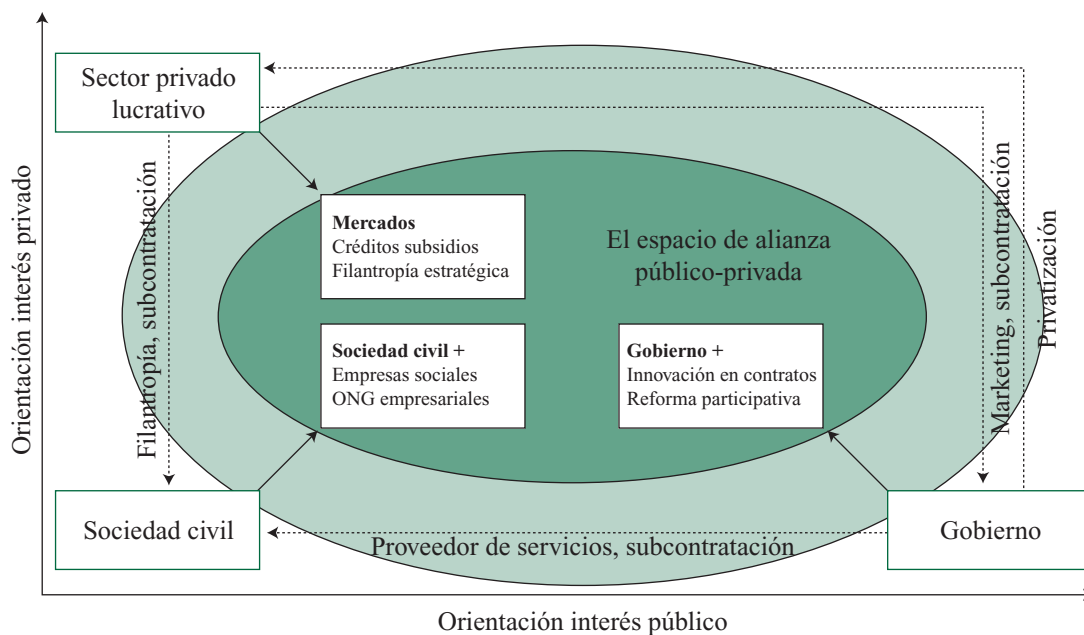 Sector privado
lucrativo
Mercados
Créditos subsidios
Filantropía estratégica
El espacio de alianza
público-privada
Sociedad civil +
Empresas sociales
ONG empresariales
Gobierno +
Innovación en contratos
Reforma participativa
Orientación interés privado
Filantropía, subcontratación
Marketing, subcontratación
Privatización
Sociedad civil
Proveedor de servicios, subcontratación
Gobierno
Orientación interés público